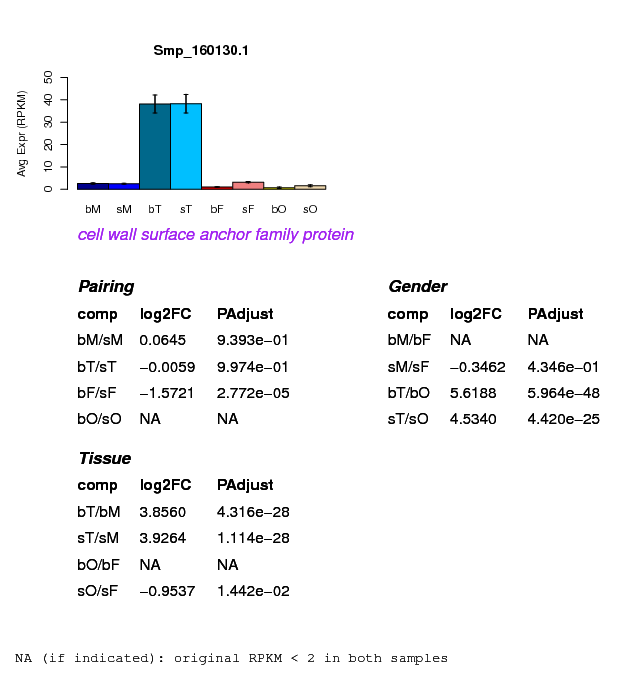 Smp_160130.1
Avg Expr (RPKM)
50
40
30
20
10
0
bM sM bT sT bF sF bO sO
cell wall surface anchor family protein
Pairing
comp log2FC PAdjust
bM/sM 0.0645 9.393e−01
bT/sT −0.0059 9.974e−01
bF/sF −1.5721 2.772e−05
bO/sO NA NA
Gender
comp log2FC PAdjust
bM/bF NA NA
sM/sF −0.3462 4.346e−01
bT/bO 5.6188 5.964e−48
sT/sO 4.5340 4.420e−25
Tissue
comp log2FC PAdjust
bT/bM 3.8560 4.316e−28
sT/sM 3.9264 1.114e−28
bO/bF NA NA
sO/sF −0.9537 1.442e−02
NA (if indicated): original RPKM < 2 in both samples